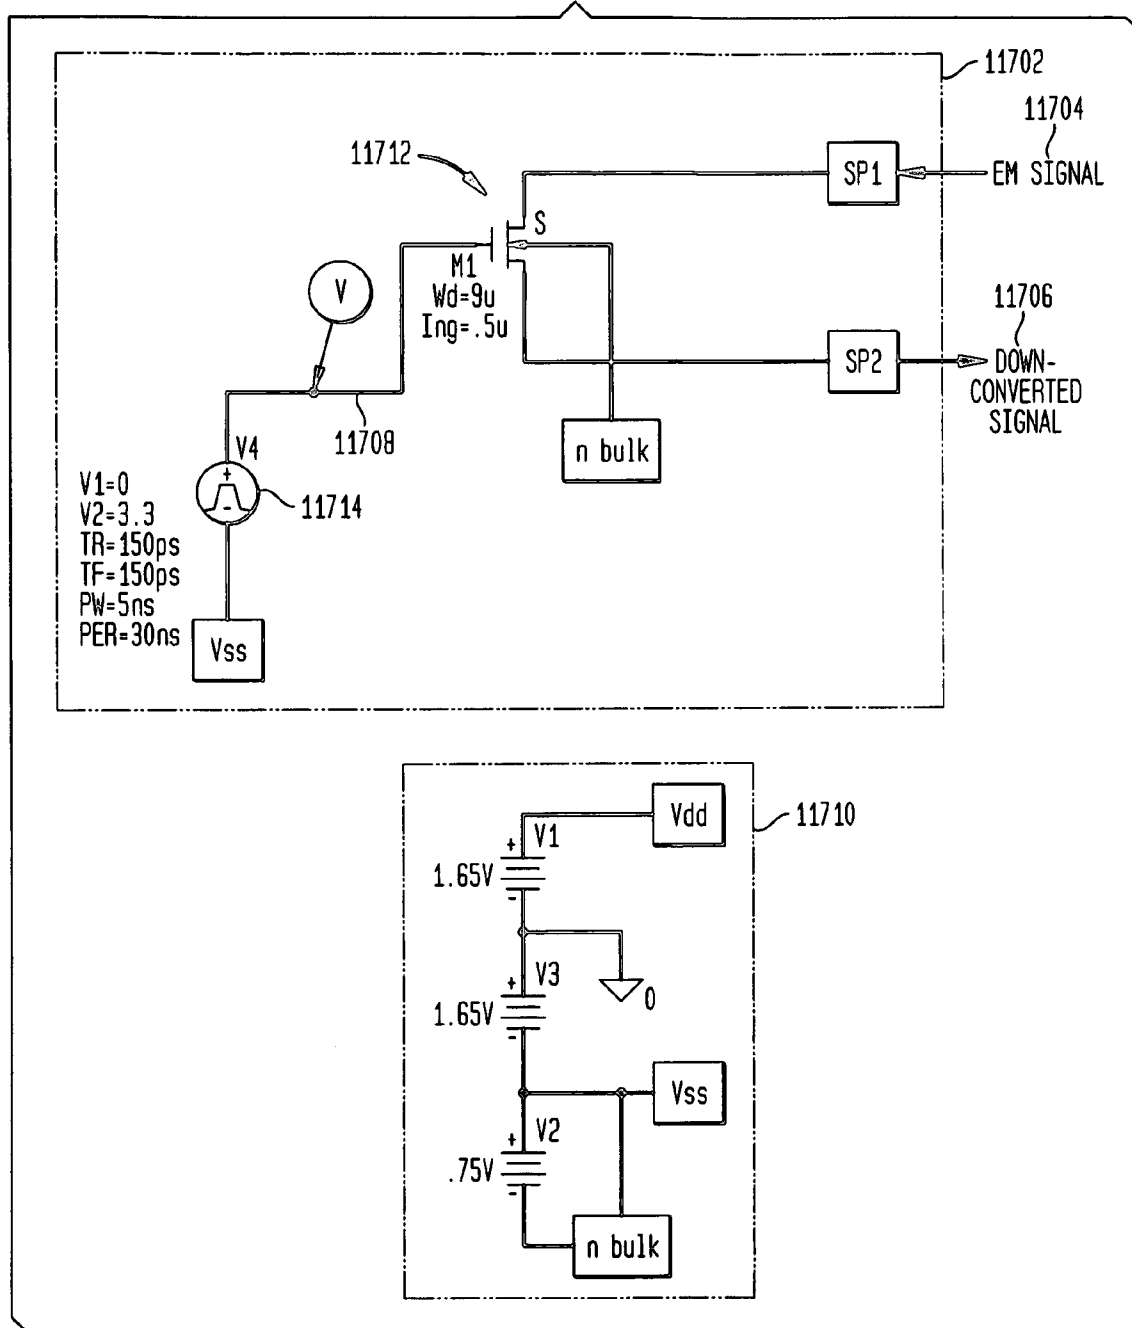 11702
11704
EM SIGNAL
SP1
11712
S
M1
Wd=9u
Ing=.5u
V
11706
SP2
DOWN-
CONVERTED
SIGNAL
11708
n bulk
V4
+
-
11714
V1=0
V2=3.3
TR=150ps
TF=150ps
PW=5ns
PER=30ns
Vss
11710
Vdd
+ V1
1.65V
-
+ V3
1.65V
-
0
Vss
+ V2
.75V
-
n bulk